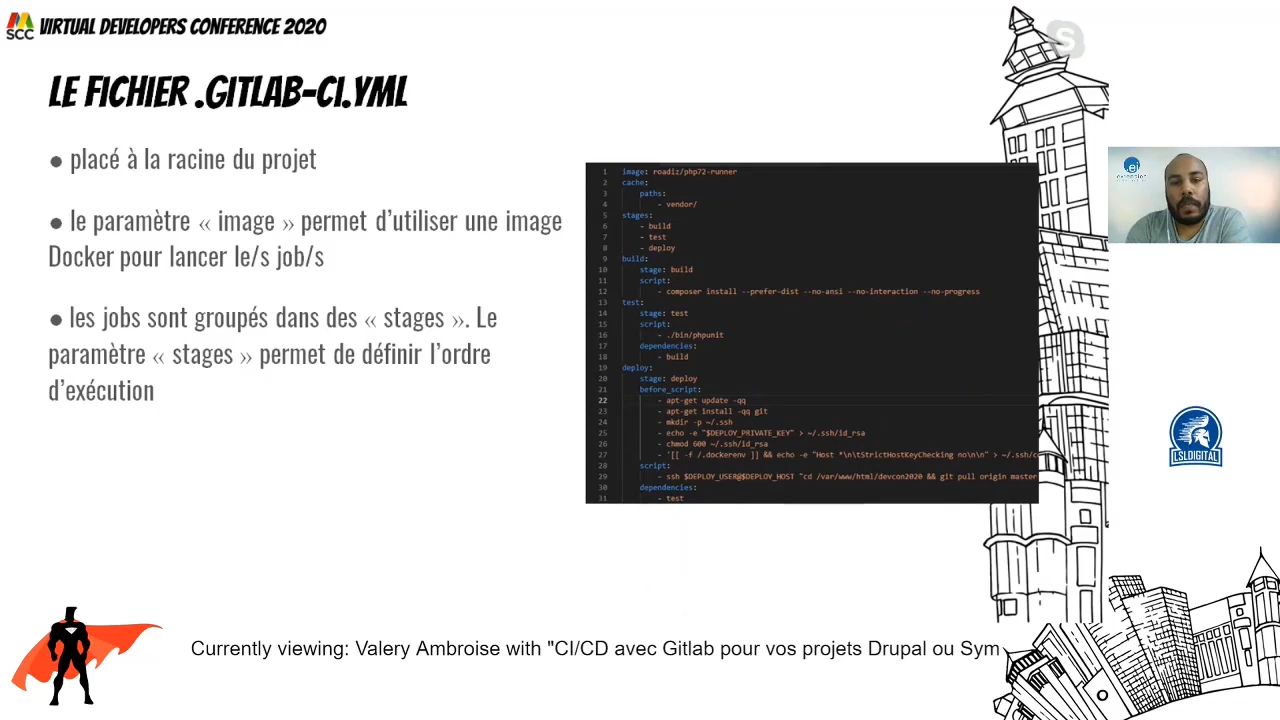 SCC
VIRTUAL DEVELOPERS CONFERENCE 2020
LE FICHIER .GITLAB-CI.YML
● placé à la racine du projet
● le paramètre « image » permet d’utiliser une image
Docker pour lancer le/s job/s
● les jobs sont groupés dans des « stages ». Le
paramètre « stages » permet de définir l’ordre
d’exécution
1 image: roadiz/php72-runner
2 cache:
3 paths:
4 - vendor/
5 stages:
6 - build
7 - test
8 - deploy
9 build:
10 stage: build
11 script:
12 - composer install --prefer-dist --no-ansi --no-interaction --no-progress
13 test:
14 stage: test
15 script:
16 - ./bin/phpunit
17 dependencies:
18 - build
19 deploy:
20 stage: deploy
21 before_script:
22 - apt-get update -qq
23 - apt-get install -qq git
24 - mkdir -p ~/.ssh
25 - echo -e "$DEPLOY_PRIVATE_KEY" > ~/.ssh/id_rsa
26 - chmod 600 ~/.ssh/id_rsa
27 - '[[ -f /.dockerenv ]] && echo -e "Host *\n\tStrictHostKeyChecking no\n\n" > ~/.ssh/c
28 script:
29 - ssh $DEPLOY_USER@$DEPLOY_HOST "cd /var/www/html/devcon2020 && git pull origin master
30 dependencies:
31 - test
S
LSLDIGITAL
Currently viewing: Valery Ambroise with "CI/CD avec Gitlab pour vos projets Drupal ou Sym